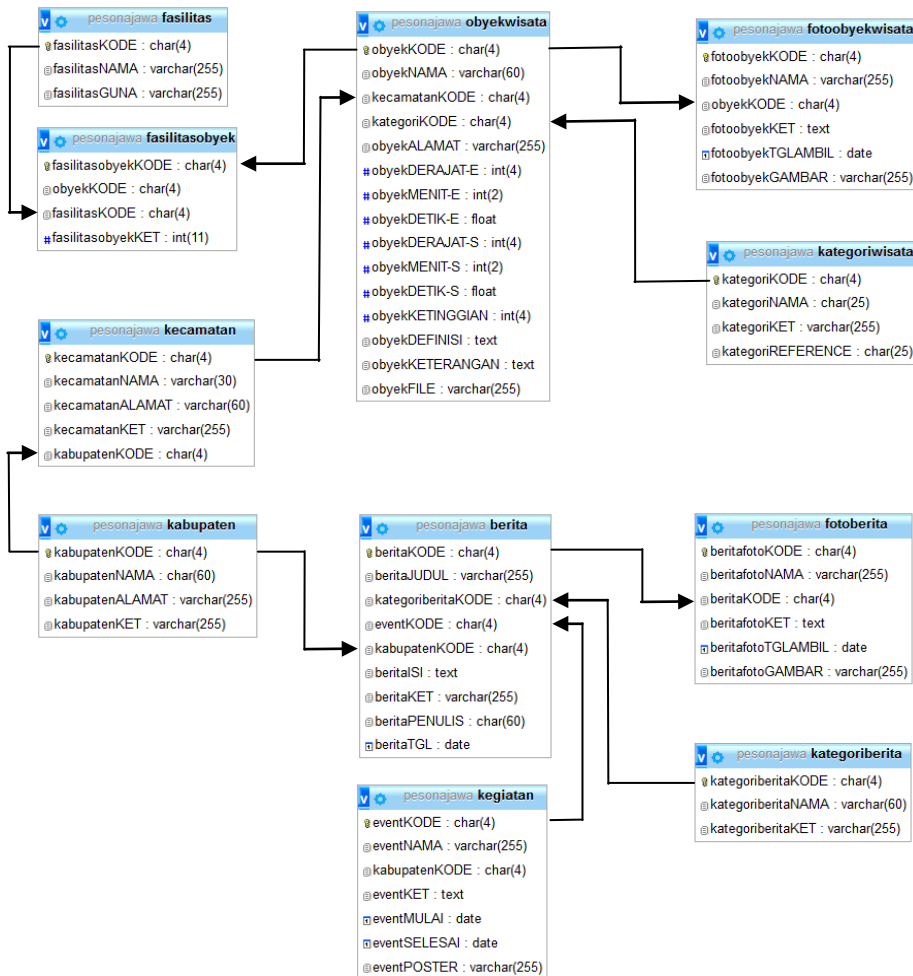 pesonajawa fasilitas
fasilitasKODE : char(4)
fasilitasNAMA : varchar(255)
fasilitasGUNA : varchar(255)
pesonajawa fasilitasobyek
fasilitasobyekKODE : char(4)
obyekKODE : char(4)
fasilitasKODE : char(4)
#fasilitasobyekKET : int(11)
pesonajawa kecamatan
kecamatanKODE : char(4)
kecamatanNAMA : varchar(30)
kecamatanALAMAT : varchar(60)
kecamatanKET : varchar(255)
kabupatenKODE : char(4)
pesonajawa kabupaten
kabupatenKODE : char(4)
kabupatenNAMA : char(60)
kabupatenALAMAT : varchar(255)
kabupatenKET : varchar(255)
pesonajawa obyekwisata
obyekKODE : char(4)
obyekNAMA : varchar(60)
kecamatanKODE : char(4)
kategoriKODE : char(4)
obyekALAMAT : varchar(255)
#obyekDERAJAT-E : int(4)
#obyekMENIT-E : int(2)
#obyekDETIK-E : float
#obyekDERAJAT-S : int(4)
#obyekMENIT-S : int(2)
#obyekDETIK-S : float
#obyekKETINGGIAN : int(4)
obyekDEFINISI : text
obyekKETERANGAN : text
obyekFILE : varchar(255)
pesonajawa berita
beritaKODE : char(4)
beritaJUDUL : varchar(255)
kategoriberitaKODE : char(4)
eventKODE : char(4)
kabupatenKODE : char(4)
beritaISI : text
beritaKET : varchar(255)
beritaPENULIS : char(60)
beritaTGL : date
pesonajawa kegiatan
eventKODE : char(4)
eventNAMA : varchar(255)
kabupatenKODE : char(4)
eventKET : text
eventMULAI : date
eventSELESAI : date
eventPOSTER : varchar(255)
pesonajawa fotoobyekwisata
fotoobyekKODE : char(4)
fotoobyekNAMA : varchar(255)
obyekKODE : char(4)
fotoobyekKET : text
fotoobyekTGLAMBIL : date
fotoobyekGAMBAR : varchar(255)
pesonajawa kategoriwisata
kategoriKODE : char(4)
kategoriNAMA : char(25)
kategoriKET : varchar(255)
kategoriREFERENCE : char(25)
pesonajawa fotoberita
beritafotoKODE : char(4)
beritafotoNAMA : varchar(255)
beritaKODE : char(4)
beritafotoKET : text
beritafotoTGLAMBIL : date
beritafotoGAMBAR : varchar(255)
pesonajawa kategoriberita
kategoriberitaKODE : char(4)
kategoriberitaNAMA : varchar(60)
kategoriberitaKET : varchar(255)